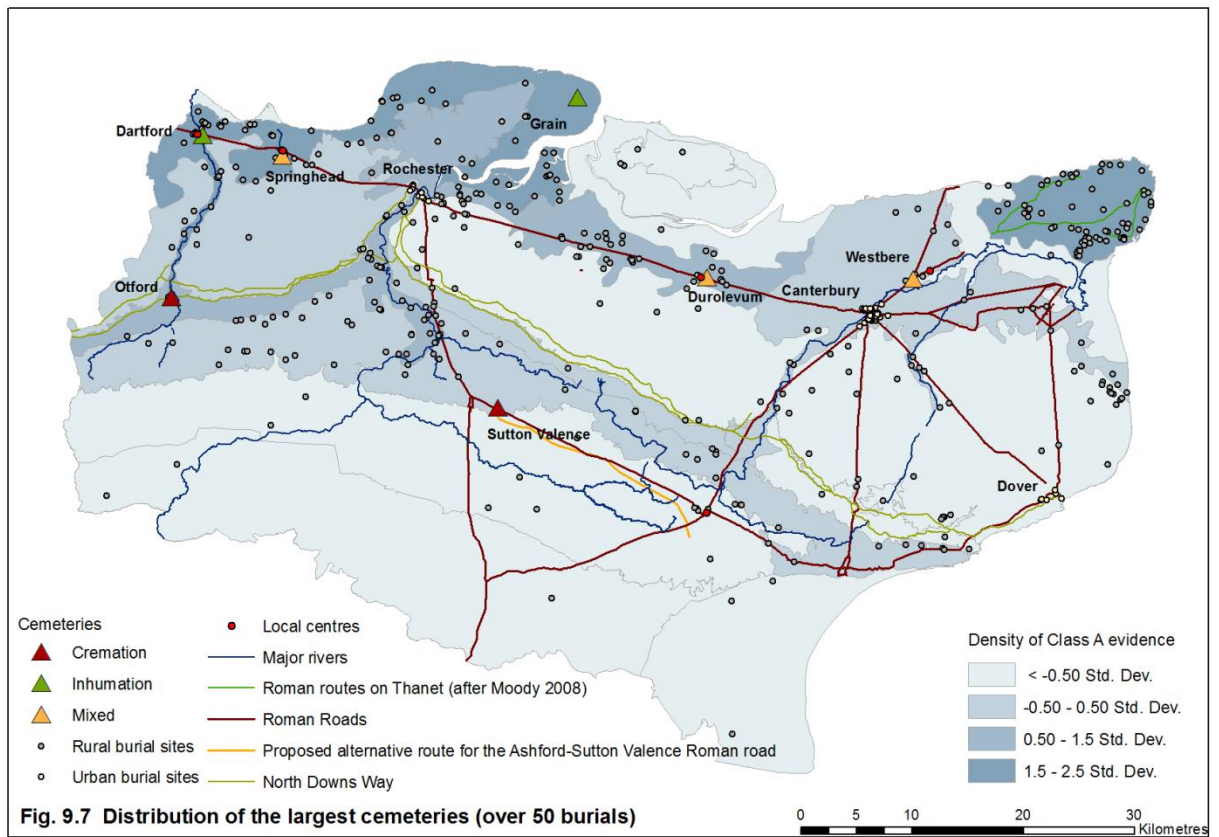 Dartford
Springhead
Grain
Rochester
Otford
Westbere
Durolevum
Canterbury
Sutton Valence
Dover
Cemeteries
Cremation
Inhumation
Mixed
Rural burial sites
Urban burial sites
Local centres
Major rivers
Roman routes on Thanet (after Moody 2008)
Roman Roads
Proposed alternative route for the Ashford-Sutton Valence Roman road
North Downs Way
Density of Class A evidence
< -0.50 Std. Dev.
-0.50 - 0.50 Std. Dev.
0.50 - 1.5 Std. Dev.
1.5 - 2.5 Std. Dev.
Fig. 9.7 Distribution of the largest cemeteries (over 50 burials)
0 10 20 30
Kilometres